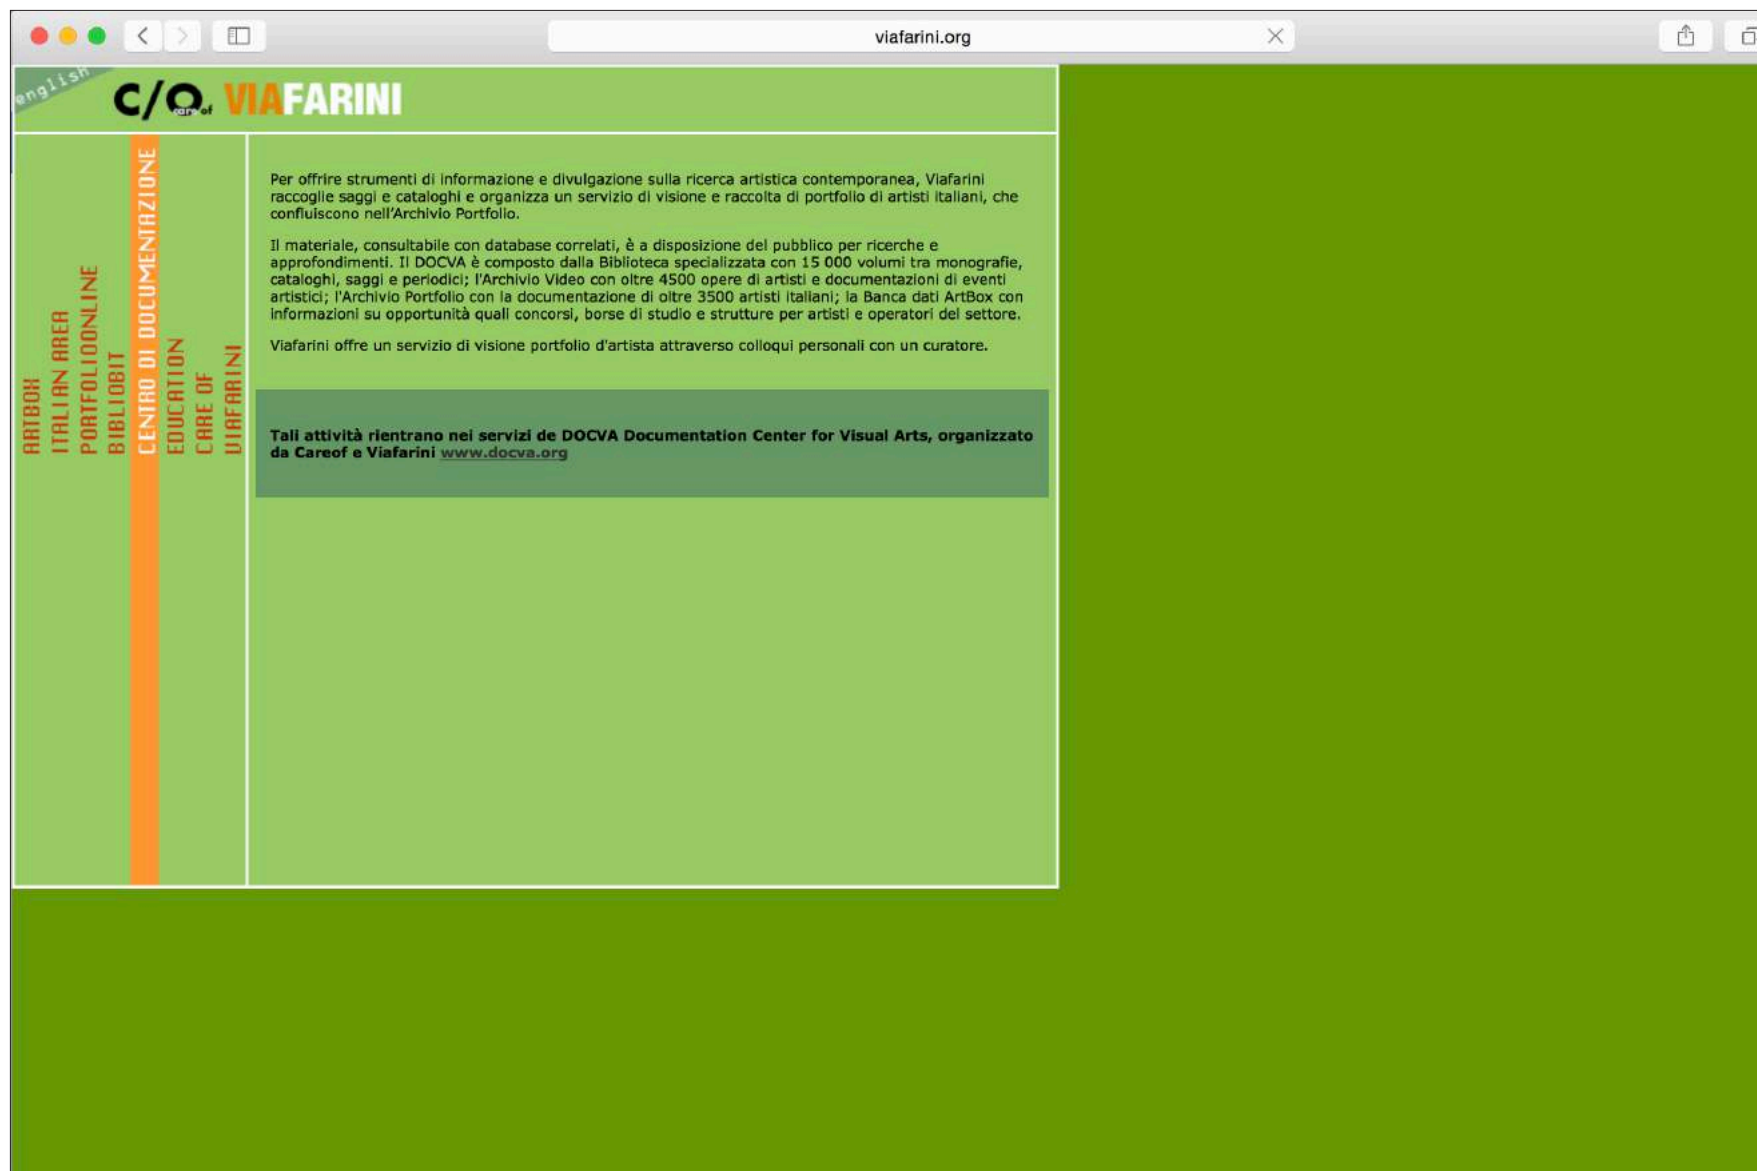 viafarini.org
english
C/O care of VIAFARINI
ARTBOX
ITALIAN AREA
PORTFOLIOONLINE
BIBLIOBIT
CENTRO DI DOCUMENTAZIONE
EDUCATION
CARE OF
VIAFARINI
Per offrire strumenti di informazione e divulgazione sulla ricerca artistica contemporanea, Viafarini
raccoglie saggi e cataloghi e organizza un servizio di visione e raccolta di portfolio di artisti italiani, che
confluiscono nell'Archivio Portfolio.
Il materiale, consultabile con database correlati, è a disposizione del pubblico per ricerche e
approfondimenti. Il DOCVA è composto dalla Biblioteca specializzata con 15 000 volumi tra monografie,
cataloghi, saggi e periodici; l'Archivio Video con oltre 4500 opere di artisti e documentazioni di eventi
artistici; l'Archivio Portfolio con la documentazione di oltre 3500 artisti italiani; la Banca dati ArtBox con
informazioni su opportunità quali concorsi, borse di studio e strutture per artisti e operatori del settore.
Viafarini offre un servizio di visione portfolio d'artista attraverso colloqui personali con un curatore.
Tali attività rientrano nei servizi de DOCVA Documentation Center for Visual Arts, organizzato
da Careof e Viafarini www.docva.org